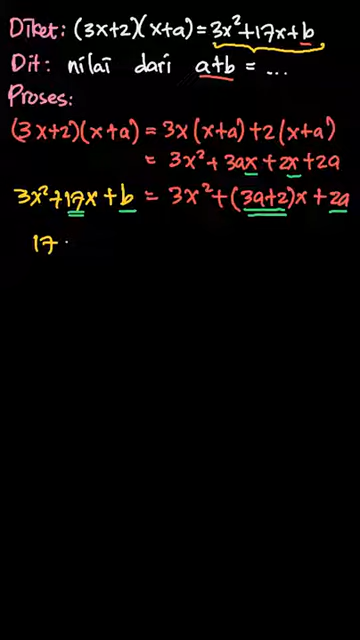 Diket: (3x+2)(x+a) = 3x²+17x+b
Dit: nilai dari a+b = ...
Proses:
(3x+2)(x+a) = 3x(x+a)+2(x+a)
= 3x²+3ax+2x+2a
3x²+17x+b = 3x²+(3a+2)x+2a
17